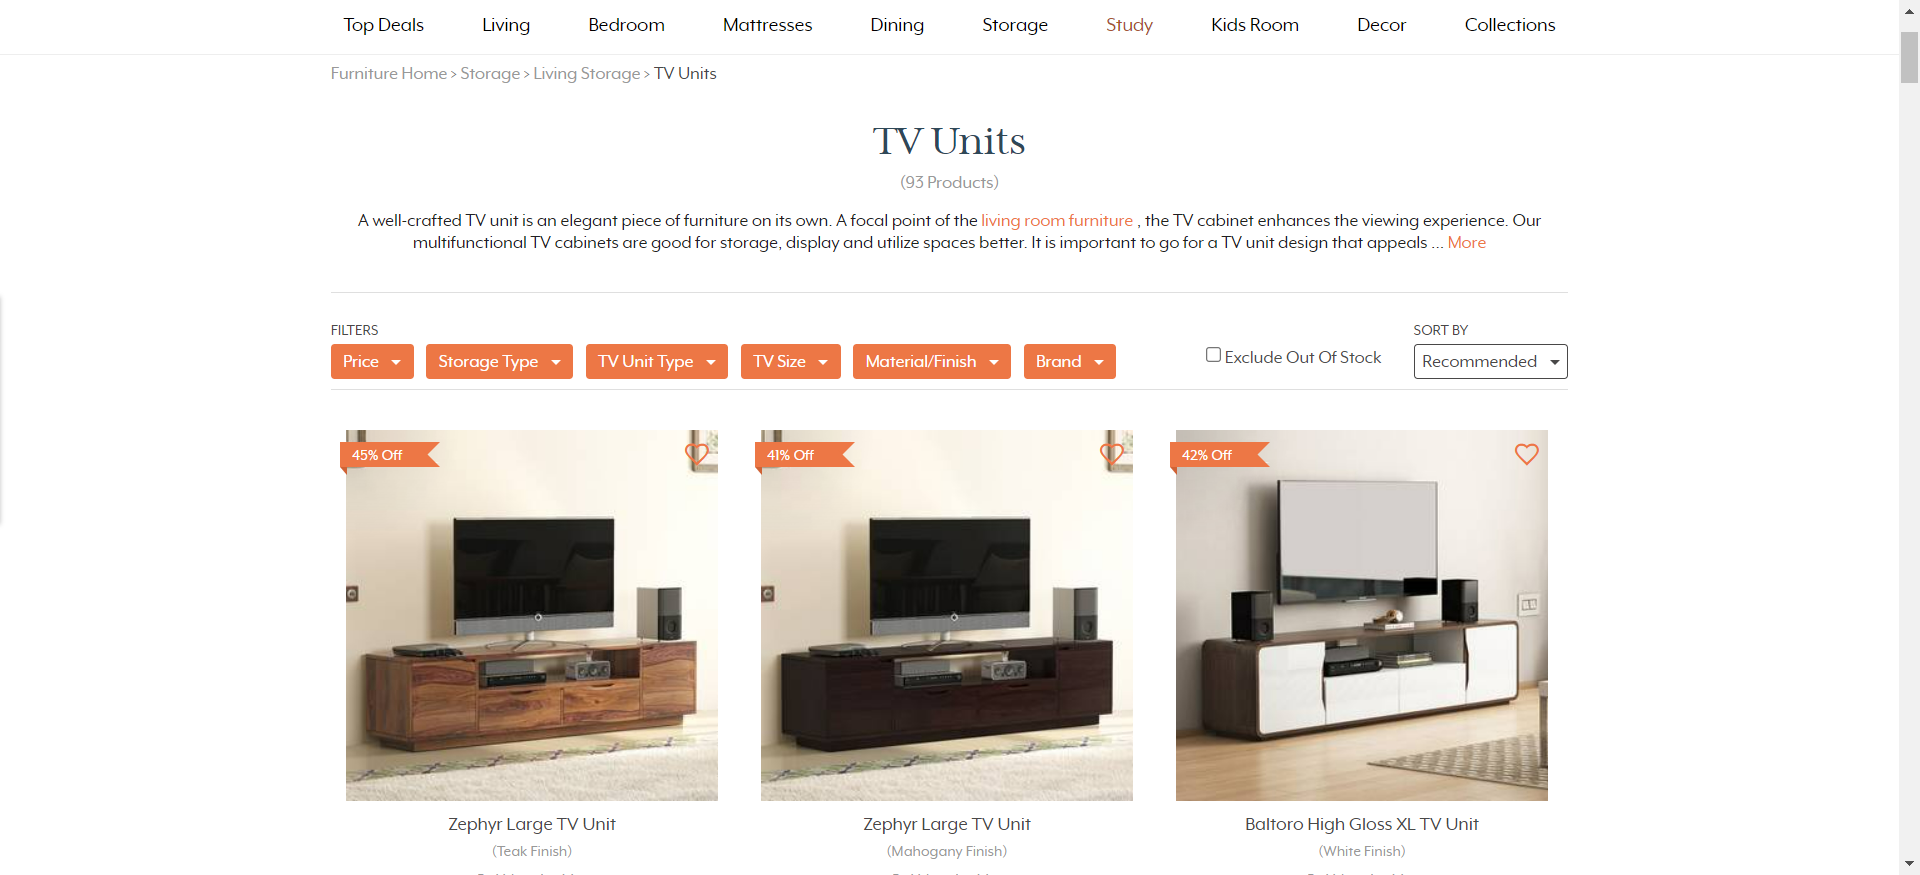 Top Deals Living Bedroom Mattresses Dining Storage Study Kids Room Decor Collections
Furniture Home > Storage > Living Storage > TV Units
TV Units
(93 Products)
A well-crafted TV unit is an elegant piece of furniture on its own. A focal point of the living room furniture , the TV cabinet enhances the viewing experience. Our
multifunctional TV cabinets are good for storage, display and utilize spaces better. It is important to go for a TV unit design that appeals ... More
FILTERS
SORT BY
Price Storage Type TV Unit Type TV Size Material/Finish Brand Exclude Out Of Stock Recommended
45% Off 41% Off 42% Off
Zephyr Large TV Unit Zephyr Large TV Unit Baltoro High Gloss XL TV Unit
(Teak Finish) (Mahogany Finish) (White Finish)